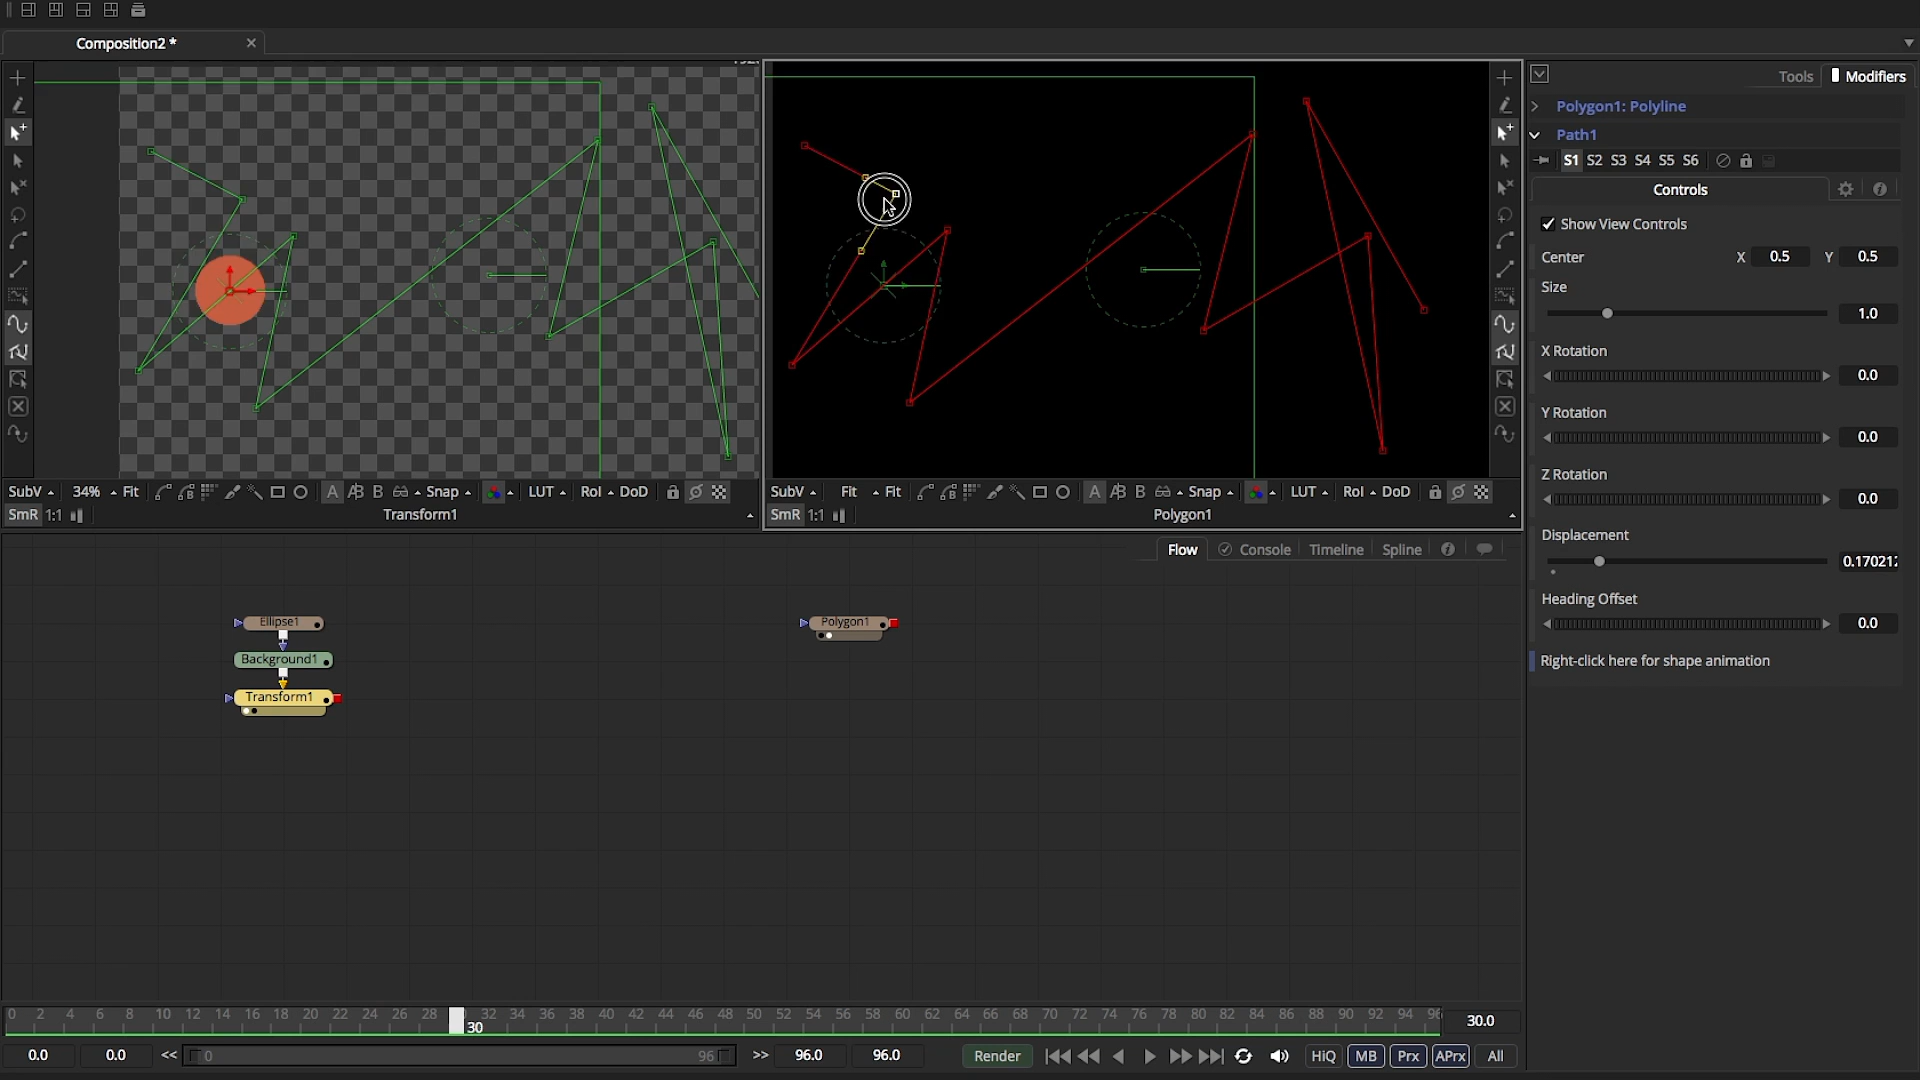 Composition2 *
Tools
Modifiers
Polygon1: Polyline
Path1
S1 S2 S3 S4 S5 S6
Controls
Show View Controls
Center X 0.5 Y 0.5
Size
1.0
X Rotation
0.0
Y Rotation
0.0
Z Rotation
0.0
Displacement
0.17021
Heading Offset
0.0
Right-click here for shape animation
SubV 34% Fit A B Snap LUT RoI DoD
SmR 1:1 Transform1
SubV Fit Fit A B Snap LUT RoI DoD
SmR 1:1 Polygon1
Flow Console Timeline Spline
Ellipse1
Background1
Transform1
Polygon1
0 2 4 6 8 10 12 14 16 18 20 22 24 26 28 30 32 34 36 38 40 42 44 46 48 50 52 54 56 58 60 62 64 66 68 70 72 74 76 78 80 82 84 86 88 90 92 94 96
30.0
0.0 0.0 << 0 96 >> 96.0 96.0 Render HiQ MB Prx APrx All